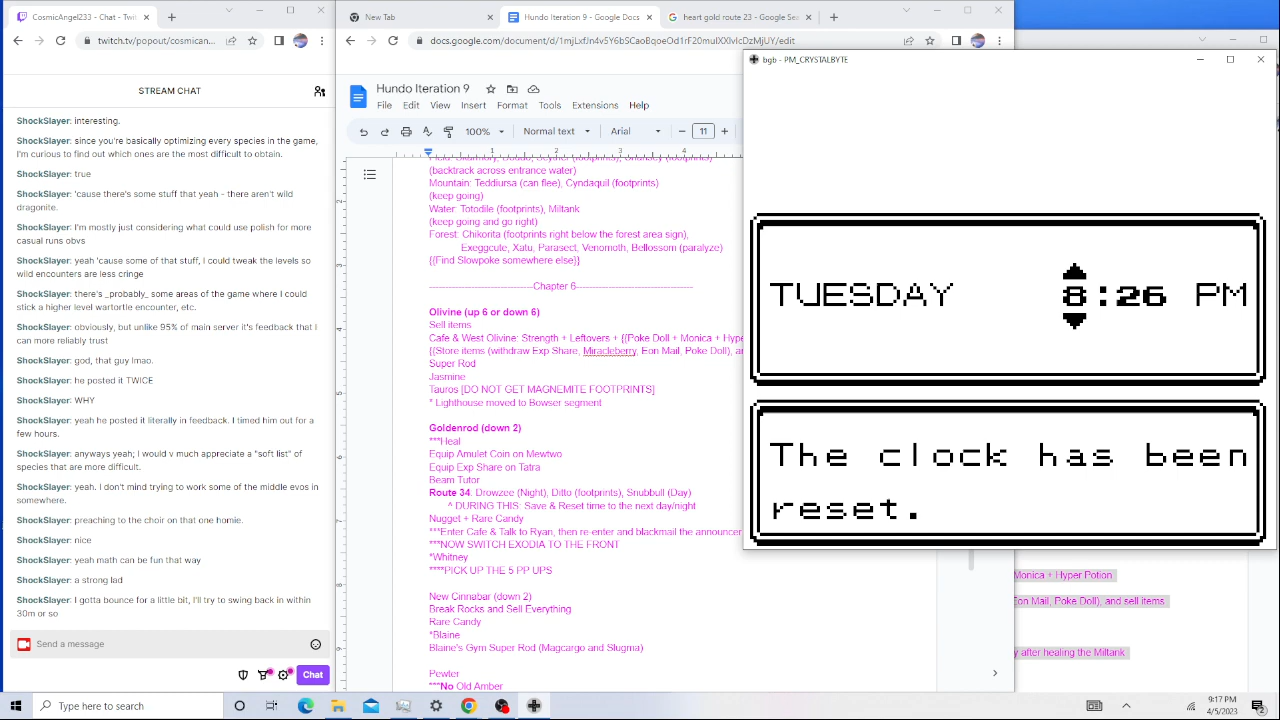 CosmicAngel233 - Chat - Twit
twitch.tv/popout/cosmican...
STREAM CHAT
ShockSlayer: interesting.
ShockSlayer: since you're basically optimizing every species in the game,
I'm curious to find out which ones are the most difficult to obtain.
ShockSlayer: true
ShockSlayer: 'cause there's some stuff that yeah - there aren't wild
dragonite.
ShockSlayer: I'm mostly just considering what could use polish for more
casual runs obvs
ShockSlayer: yeah 'cause some of that stuff, I could tweak the levels so
wild encounters are less cringe
ShockSlayer: there's _probably_ some areas of the game where I could
stick a higher level wartortle encounter, etc.
ShockSlayer: obviously, but unlike 95% of main server it's feedback that I
can more reliably trust
ShockSlayer: god, that guy lmao.
ShockSlayer: he posted it TWICE
ShockSlayer: WHY
ShockSlayer: yeah he posted it literally in feedback. I timed him out for a
few hours.
ShockSlayer: anyways yeah; I would v much appreciate a "soft list" of
species that are more difficult.
ShockSlayer: yeah. I don't mind trying to work some of the middle evos in
somewhere.
ShockSlayer: preaching to the choir on that one homie.
ShockSlayer: nice
ShockSlayer: yeah math can be fun that way
ShockSlayer: a strong lad
ShockSlayer: I gotta bounce for a little bit, I'll try to swing back in within
30m or so
Send a message
Chat
New Tab
Hundo Iteration 9 - Google Docs
heart gold route 23 - Google Sea
Hundo Iteration 9
File Edit View Insert Format Tools Extensions Help
100% Normal text Arial 11
(backtrack across entrance water)
Mountain: Teddiursa (can flee), Cyndaquil (footprints)
(keep going)
Water: Totodile (footprints), Miltank
(keep going and go right)
Forest: Chikorita (footprints right below the forest area sign),
Exeggcute, Xatu, Parasect, Venomoth, Bellossom (paralyze)
{{Find Slowpoke somewhere else}}
Chapter 6
Olivine (up 6 or down 6)
Sell items
Cafe & West Olivine: Strength + Leftovers + {{Poke Doll + Monica + Hype
{{Store items (withdraw Exp Share, Miracleberry, Eon Mail, Poke Doll), an
Super Rod
Jasmine
Tauros [DO NOT GET MAGNEMITE FOOTPRINTS]
* Lighthouse moved to Bowser segment
Goldenrod (down 2)
***Heal
Equip Amulet Coin on Mewtwo
Equip Exp Share on Tatra
Beam Tutor
Route 34: Drowzee (Night), Ditto (footprints), Snubbull (Day)
^ DURING THIS: Save & Reset time to the next day/night
Nugget + Rare Candy
***Enter Cafe & Talk to Ryan, then re-enter and blackmail the announcer
***NOW SWITCH EXODIA TO THE FRONT
*Whitney
****PICK UP THE 5 PP UPS
New Cinnabar (down 2)
Break Rocks and Sell Everything
Rare Candy
*Blaine
Blaine's Gym Super Rod (Magcargo and Slugma)
Pewter
***No Old Amber
bgb - PM_CRYSTALBYTE
TUESDAY 8:26 PM
The clock has been
reset.
Monica + Hyper Potion
Eon Mail, Poke Doll), and sell items
y after healing the Miltank
Type here to search
9:17 PM
4/5/2023